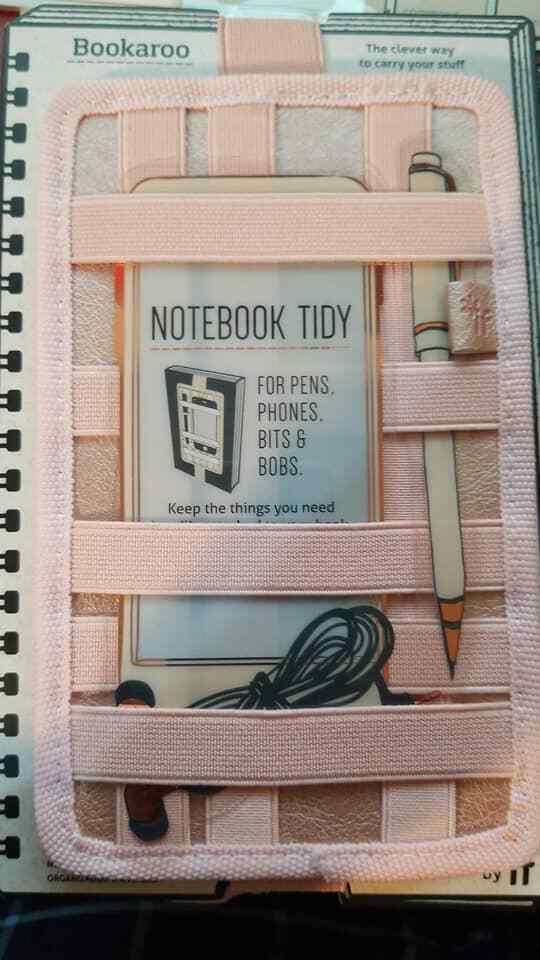 Bookaroo
The clever way
to carry your stuff
NOTEBOOK TIDY
FOR PENS,
PHONES,
BITS &
BOBS.
Keep the things you need
by if